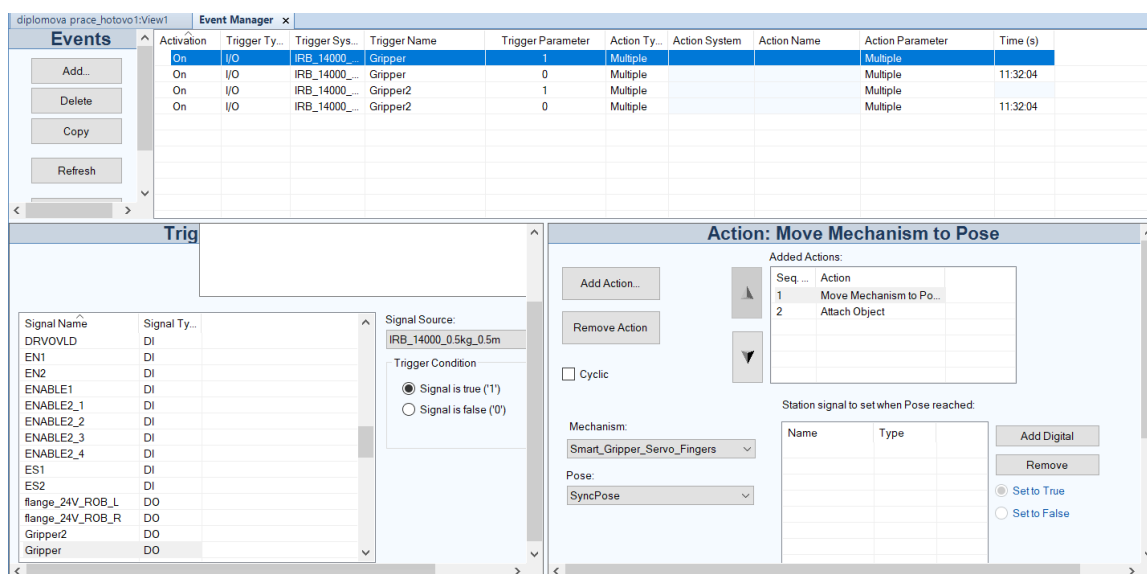 diplomova prace_hotovo1:View1 Event Manager x
Events
Add...
Delete
Copy
Refresh
Activation Trigger Ty... Trigger Sys... Trigger Name Trigger Parameter Action Ty... Action System Action Name Action Parameter Time (s)
On I/O IRB_14000_... Gripper 1 Multiple Multiple
On I/O IRB_14000_... Gripper 0 Multiple Multiple 11:32:04
On I/O IRB_14000_... Gripper2 1 Multiple Multiple
On I/O IRB_14000_... Gripper2 0 Multiple Multiple 11:32:04
Trig
Signal Name Signal Ty...
DRVOVLD DI
EN1 DI
EN2 DI
ENABLE1 DI
ENABLE2_1 DI
ENABLE2_2 DI
ENABLE2_3 DI
ENABLE2_4 DI
ES1 DI
ES2 DI
flange_24V_ROB_L DO
flange_24V_ROB_R DO
Gripper2 DO
Gripper DO
Signal Source:
IRB_14000_0.5kg_0.5m
Trigger Condition
Signal is true ('1')
Signal is false ('0')
Action: Move Mechanism to Pose
Add Action...
Remove Action
Cyclic
Added Actions:
Seq. ... Action
1 Move Mechanism to Po...
2 Attach Object
Mechanism:
Smart_Gripper_Servo_Fingers
Pose:
SyncPose
Station signal to set when Pose reached:
Name Type
Add Digital
Remove
Set to True
Set to False